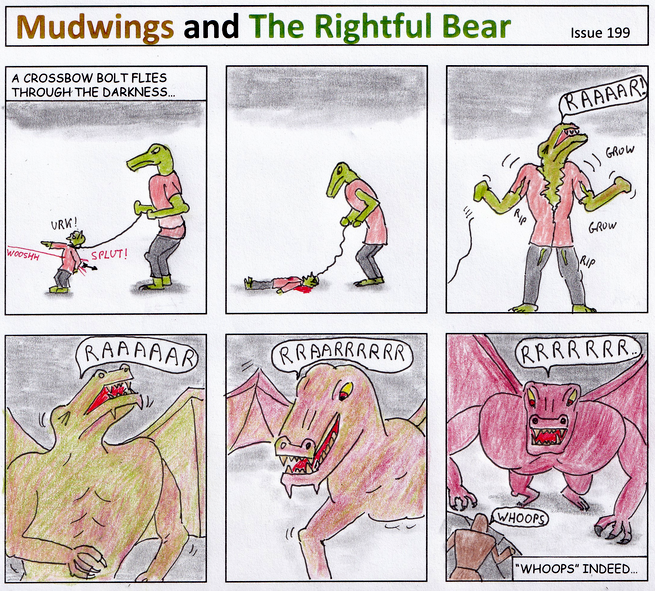 Mudwings and The Rightful Bear
Issue 199
A CROSSBOW BOLT FLIES
THROUGH THE DARKNESS...
URK!
WOOSHH
SPLUT!
RAAAAR!
GROW
RIP
GROW
RIP
RAAAAAR
RRAARRRRRR
RRRRRRR..
WHOOPS
"WHOOPS" INDEED...